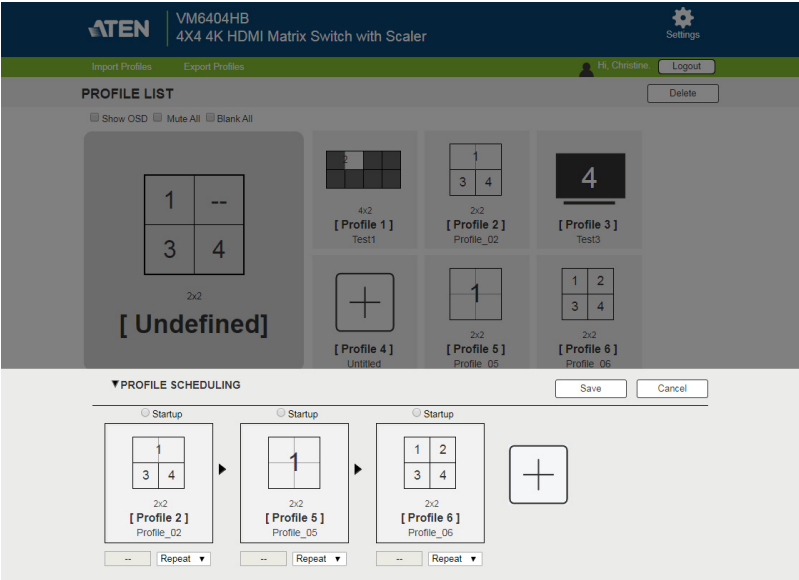 ATEN
VM6404HB
4X4 4K HDMI Matrix Switch with Scaler
Settings
Import Profiles Export Profiles Hi, Christine. Logout
PROFILE LIST Delete
Show OSD Mute All Blank All
1 --
3 4
2x2
[ Undefined]
2
4x2
[ Profile 1 ]
Test1
1
3 4
2x2
[ Profile 2 ]
Profile_02
4
[ Profile 3 ]
Test3
[ Profile 4 ]
Untitled
1
2x2
[ Profile 5 ]
Profile_05
1 2
3 4
2x2
[ Profile 6 ]
Profile_06
▼PROFILE SCHEDULING Save Cancel
Startup Startup Startup
1
3 4
2x2
[ Profile 2 ]
Profile_02
-- Repeat ▼
1
2x2
[ Profile 5 ]
Profile_05
-- Repeat ▼
1 2
3 4
2x2
[ Profile 6 ]
Profile_06
-- Repeat ▼